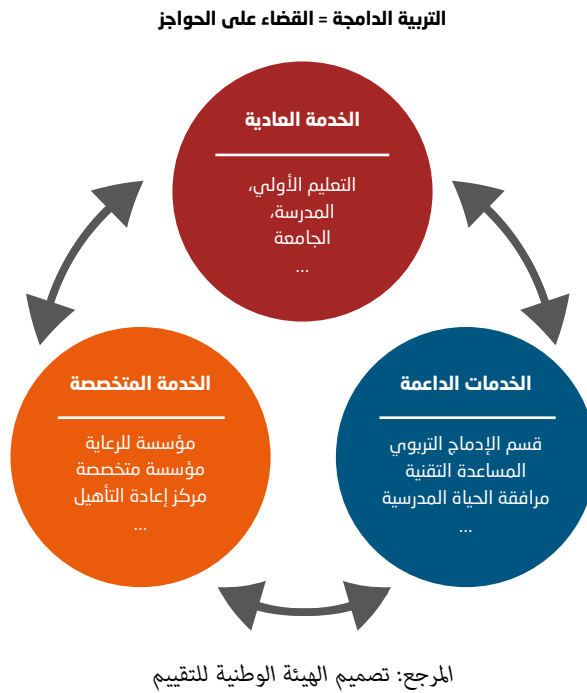 التربية الدامجة = القضاء على الحواجز
الخدمة العادية
التعليم الأولي،
المدرسة،
الجامعة
...
الخدمات الداعمة
قسم الإدماج التربوي
المساعدة التقنية
مرافقة الحياة المدرسية
...
الخدمة المتخصصة
مؤسسة للرعاية
مؤسسة متخصصة
مركز إعادة التأهيل
...
المرجع: تصميم الهيئة الوطنية للتقييم